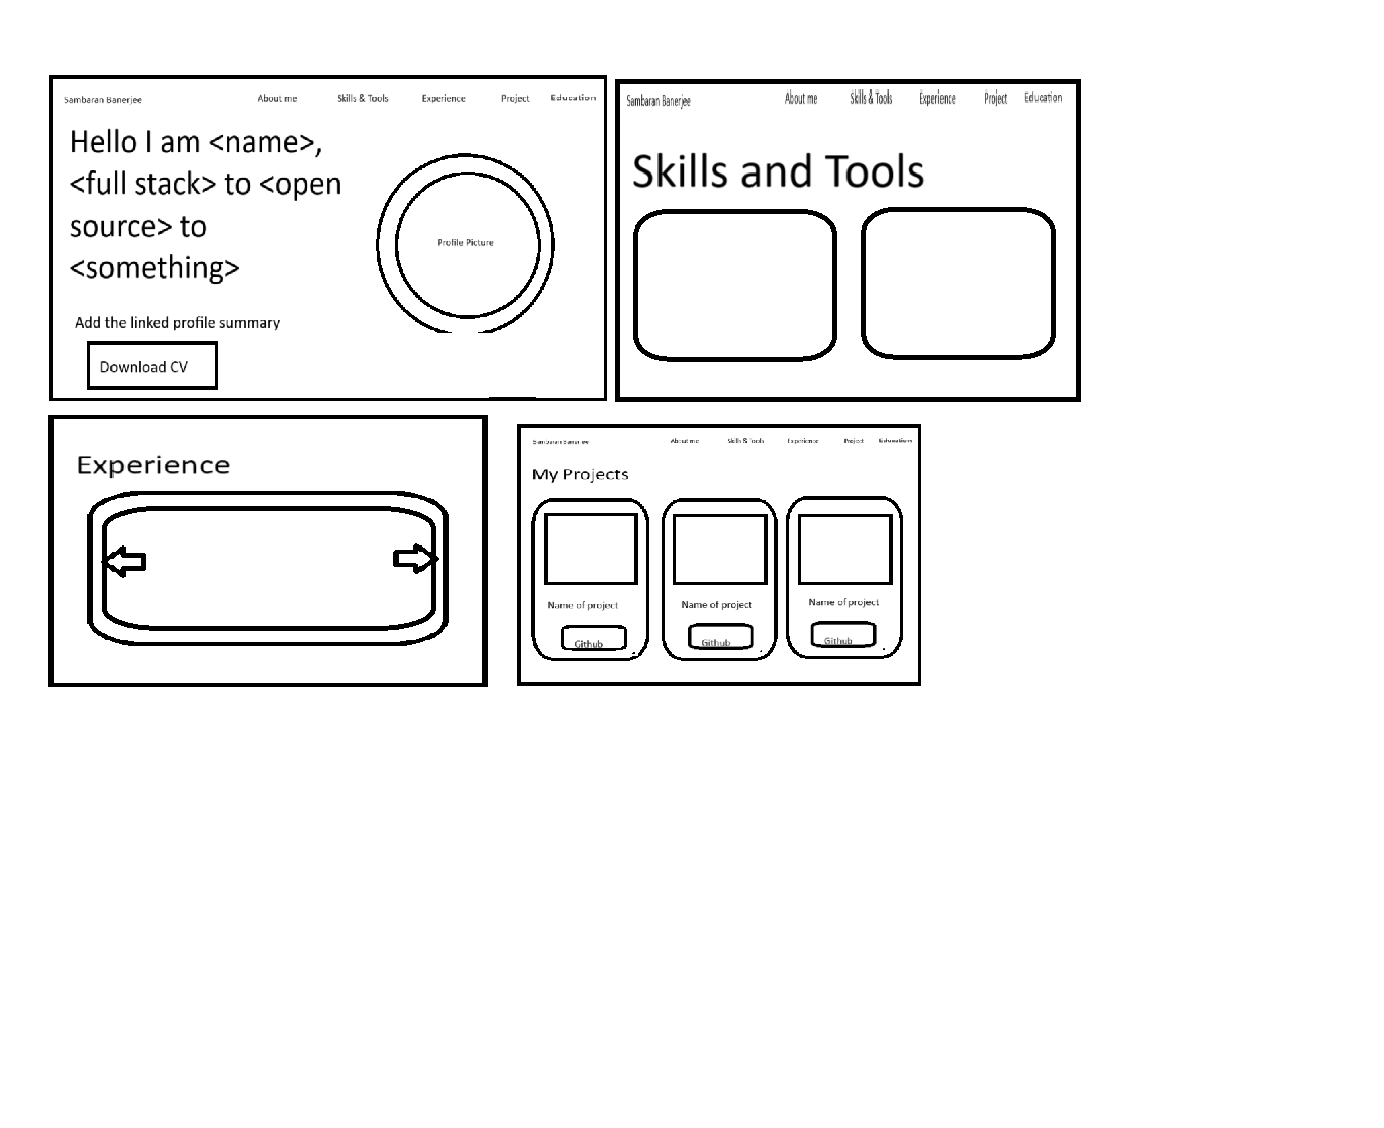 Sambaran Banerjee About me Skills & Tools Experience Project Education
Hello I am <name>,
<full stack> to <open
source> to
<something>
Profile Picture
Add the linked profile summary
Download CV
Sambaran Banerjee About me Skills & Tools Experience Project Education
Skills and Tools
Experience
Sambaran Banerjee About me Skills & Tools Experience Project Education
My Projects
Name of project Name of project Name of project
Github Github Github